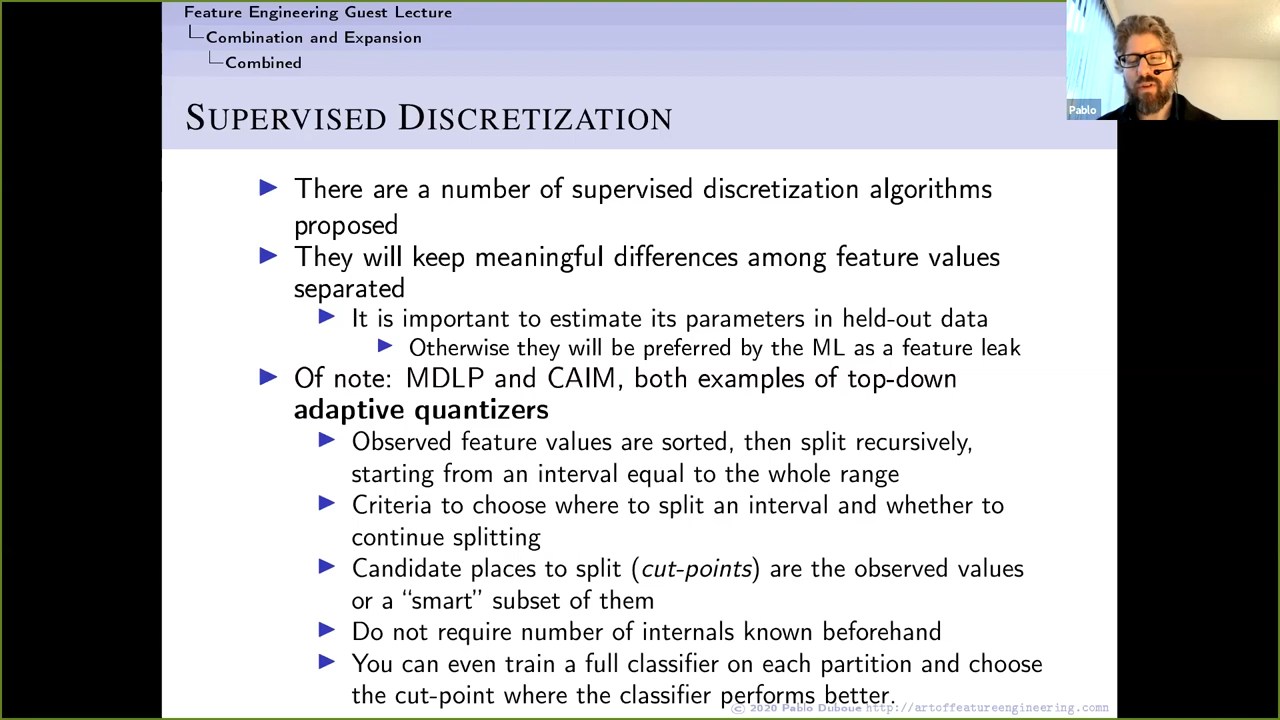 Feature Engineering Guest Lecture
Combination and Expansion
Combined
SUPERVISED DISCRETIZATION
Pablo
There are a number of supervised discretization algorithms
proposed
They will keep meaningful differences among feature values
separated
It is important to estimate its parameters in held-out data
Otherwise they will be preferred by the ML as a feature leak
Of note: MDLP and CAIM, both examples of top-down
adaptive quantizers
Observed feature values are sorted, then split recursively,
starting from an interval equal to the whole range
Criteria to choose where to split an interval and whether to
continue splitting
Candidate places to split (cut-points) are the observed values
or a “smart” subset of them
Do not require number of internals known beforehand
You can even train a full classifier on each partition and choose
the cut-point where the classifier performs better.
© 2020 Pablo Duboue http://artoffeatureengineering.com